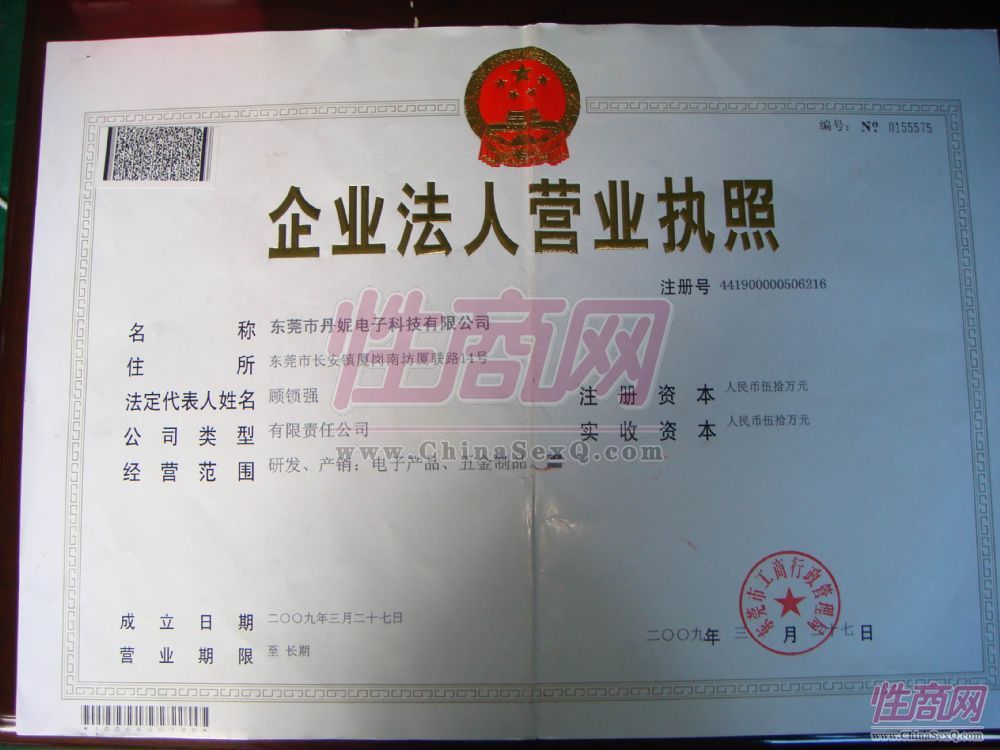 编号: Nº 0155575
企业法人营业执照
注册号 441900000506216
名称 东莞市丹妮电子科技有限公司
住所 东莞市长安镇厦岗南坊厦联路14号
法定代表人姓名 顾锁强
注册资本 人民币伍拾万元
公司类型 有限责任公司
实收资本 人民币伍拾万元
经营范围 研发、产销：电子产品、五金制品。
性商网
www.ChinaSexQ.com
东莞市工商行政管理局
成立日期 二〇〇九年三月二十七日
二〇〇九年三月二十七日
营业期限 至 长期
性商网
www.ChinaSexQ.com